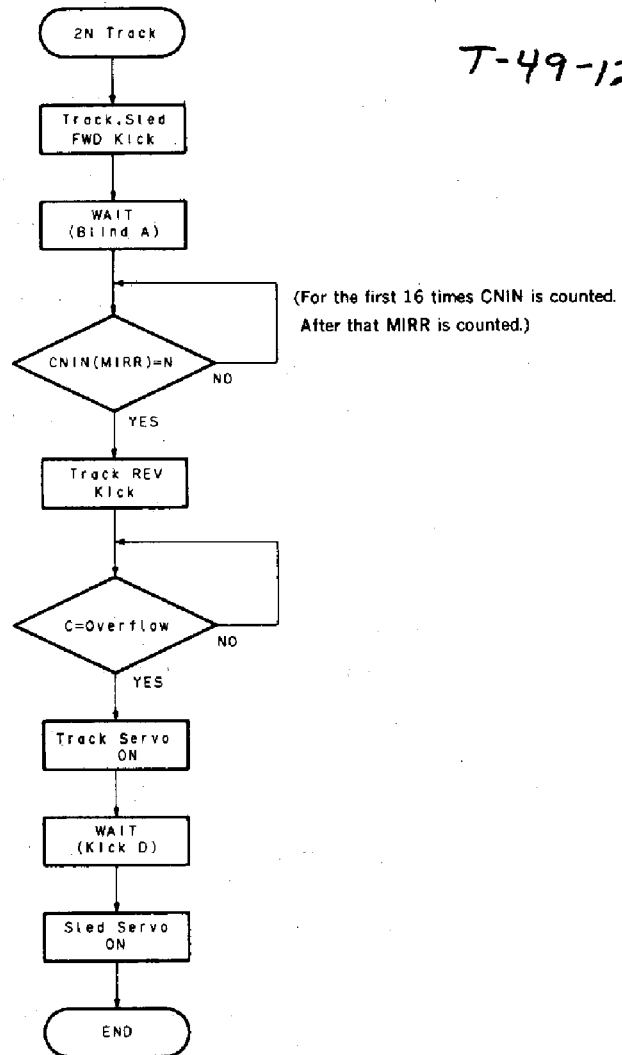 2N Track
T-49-12
Track.Sled
FWD Kick
WAIT
(Blind A)
(For the first 16 times CNIN is counted.
After that MIRR is counted.)
CNIN(MIRR)=N
NO
YES
Track REV
Kick
C=Overflow
NO
YES
Track Servo
ON
WAIT
(Kick D)
Sled Servo
ON
END